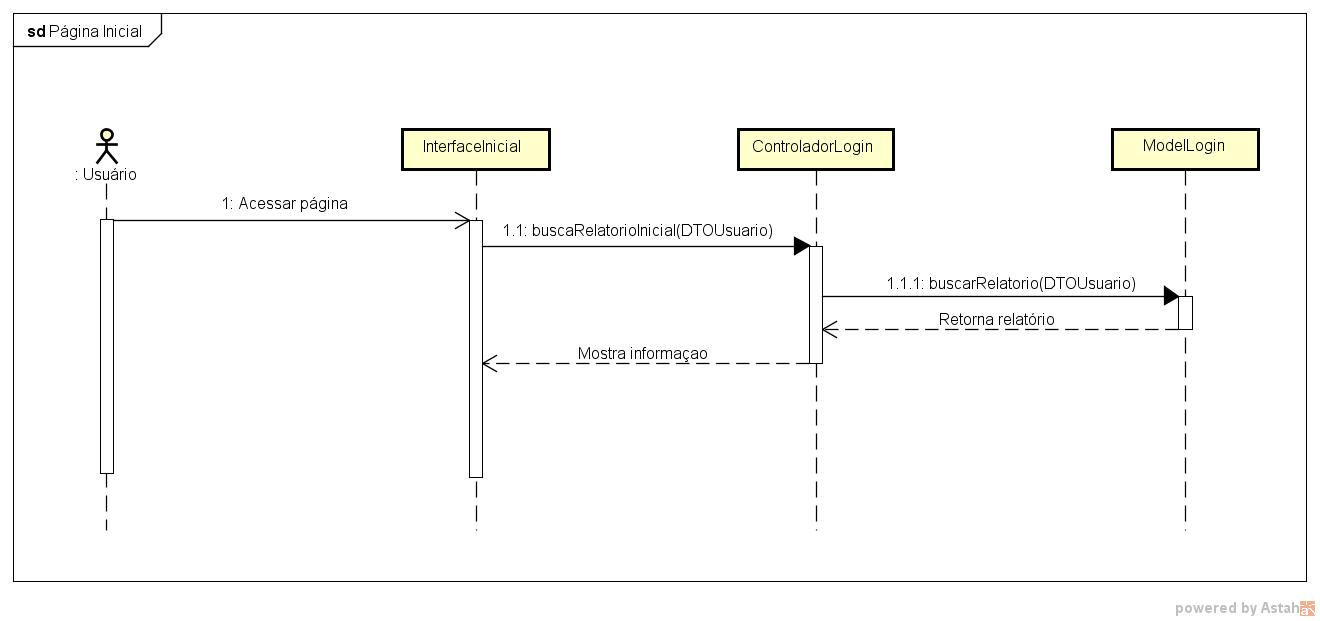 sd Página Inicial
: Usuário
InterfaceInicial
ControladorLogin
ModelLogin
1: Acessar página
1.1: buscaRelatorioInicial(DTOUsuario)
1.1.1: buscarRelatorio(DTOUsuario)
Retorna relatório
Mostra informaçao
powered by Astah